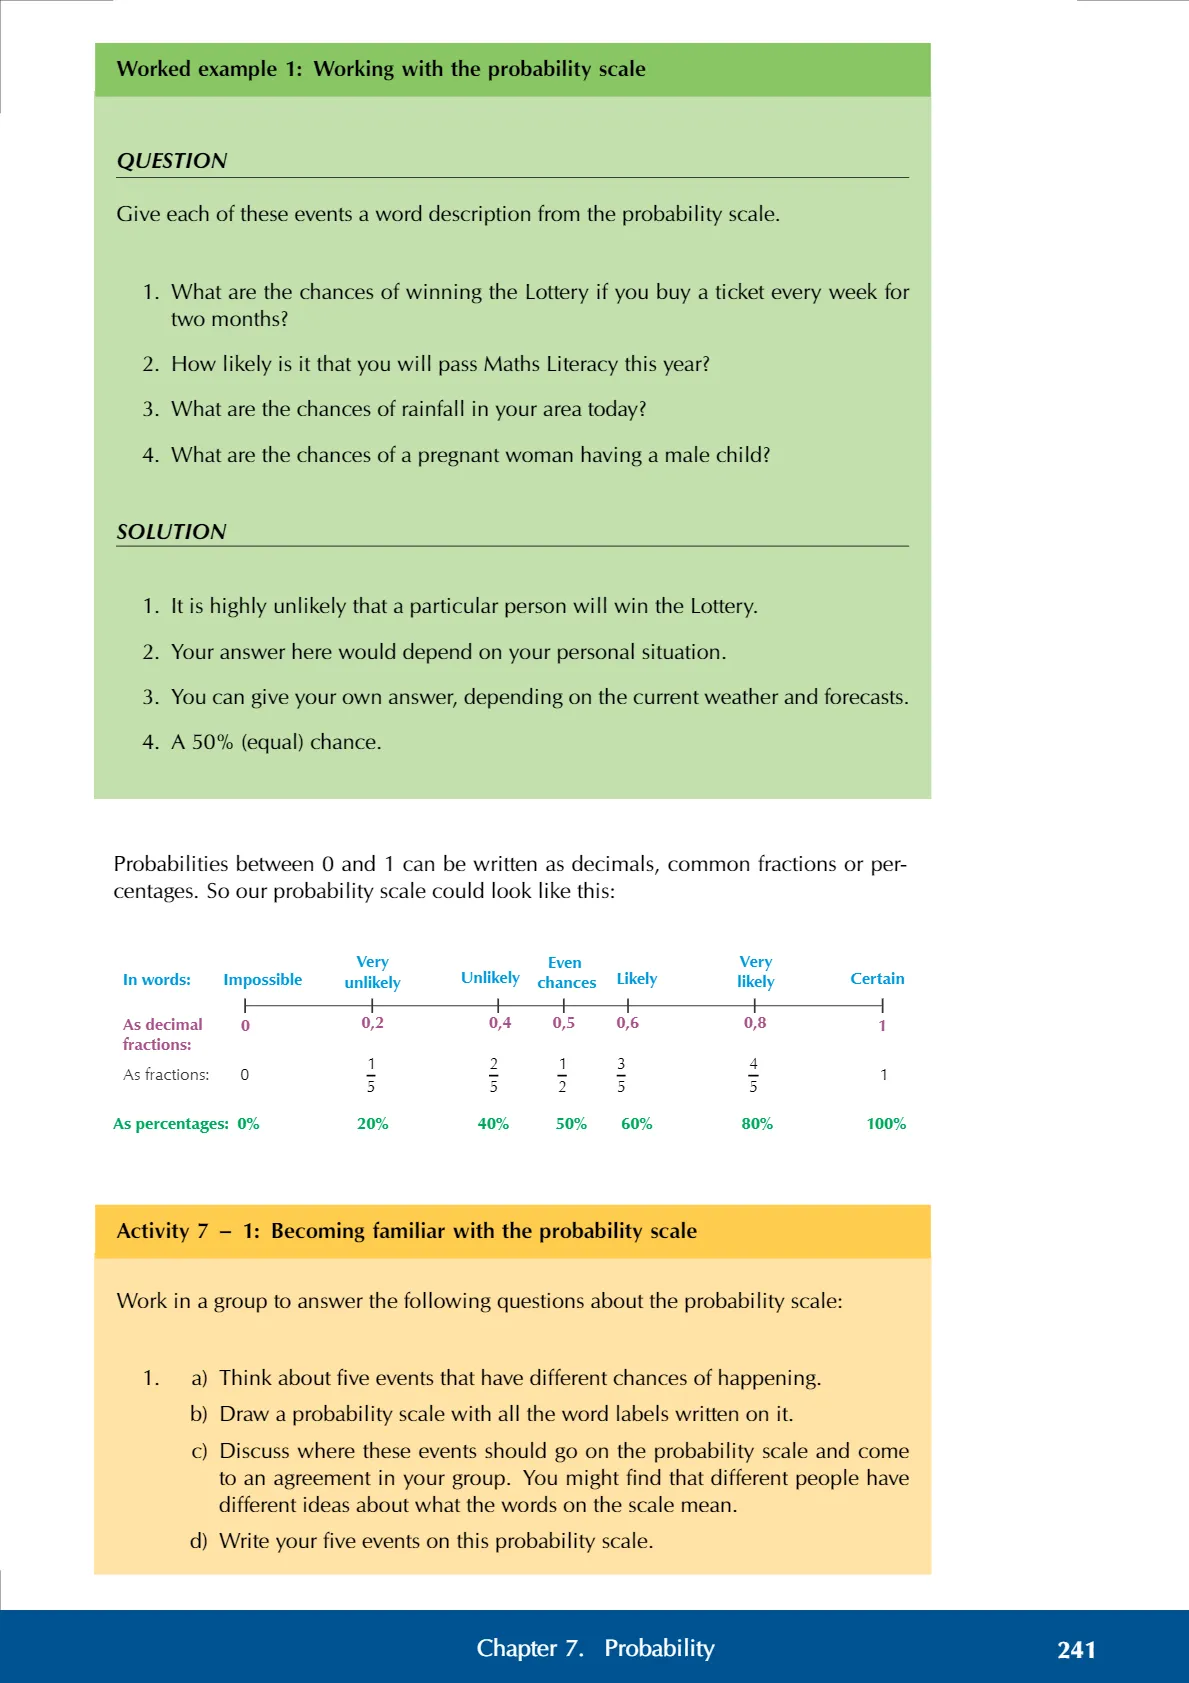 Worked example 1: Working with the probability scale
QUESTION
Give each of these events a word description from the probability scale.
1. What are the chances of winning the Lottery if you buy a ticket every week for
two months?
2. How likely is it that you will pass Maths Literacy this year?
3. What are the chances of rainfall in your area today?
4. What are the chances of a pregnant woman having a male child?
SOLUTION
1. It is highly unlikely that a particular person will win the Lottery.
2. Your answer here would depend on your personal situation.
3. You can give your own answer, depending on the current weather and forecasts.
4. A 50% (equal) chance.
Probabilities between 0 and 1 can be written as decimals, common fractions or per-
centages. So our probability scale could look like this:
In words: Impossible Very unlikely Unlikely Even chances Likely Very likely Certain
As decimal fractions: 0 0,2 0,4 0,5 0,6 0,8 1
As fractions: 0 1/5 2/5 1/2 3/5 4/5 1
As percentages: 0% 20% 40% 50% 60% 80% 100%
Activity 7 – 1: Becoming familiar with the probability scale
Work in a group to answer the following questions about the probability scale:
1. a) Think about five events that have different chances of happening.
b) Draw a probability scale with all the word labels written on it.
c) Discuss where these events should go on the probability scale and come
to an agreement in your group. You might find that different people have
different ideas about what the words on the scale mean.
d) Write your five events on this probability scale.
Chapter 7. Probability 241